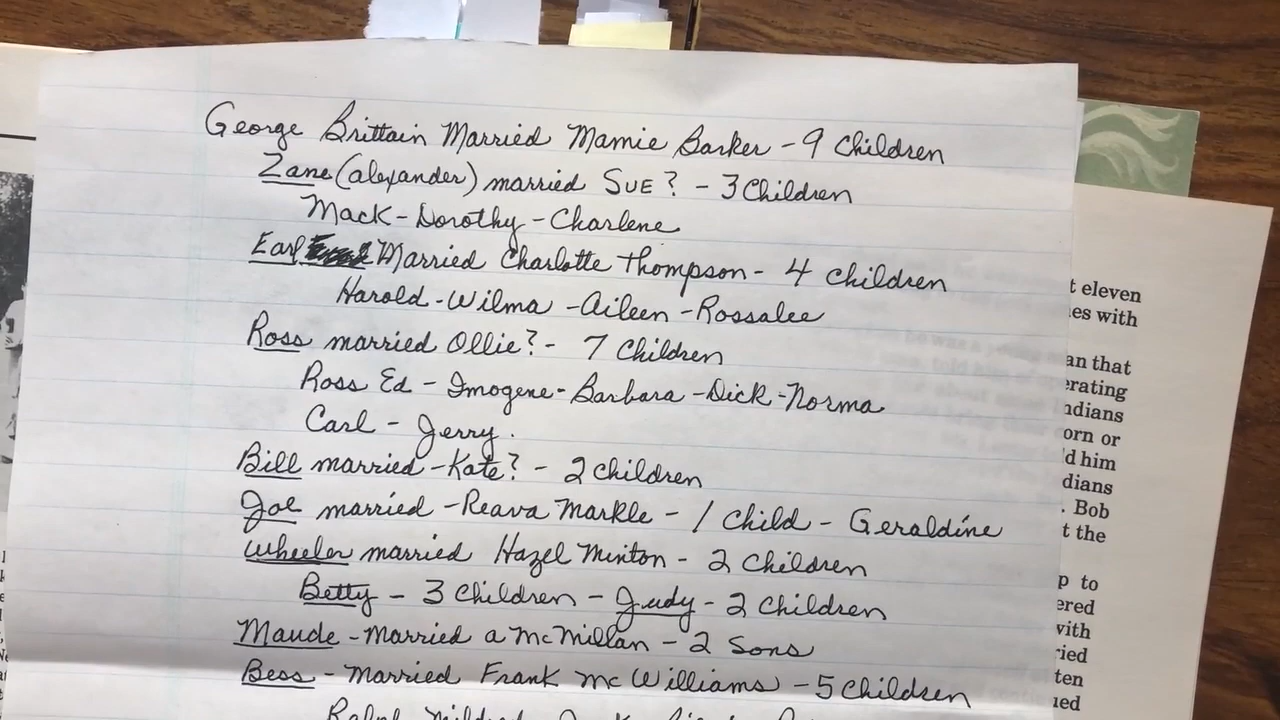 George Brittain Married Mamie Barker - 9 Children
Zane (alexander) married Sue? - 3 Children
Mack - Dorothy - Charlene
Earl Married Charlotte Thompson - 4 Children
Harold - Wilma - Aileen - Rossalee
Ross married Ollie? - 7 Children
Ross Ed - Imogene - Barbara - Dick - Norma
Carl - Jerry.
Bill married - Kate? - 2 Children
Joe married - Reava Markle - 1 Child - Geraldine
Wheeler married Hazel Minton - 2 Children
Betty - 3 Children - Judy - 2 Children
Maude - Married a McMillan - 2 Sons
Bess - Married Frank McWilliams - 5 Children
Ralph Mildred
t eleven
es with
an that
erating
ndians
orn or
d him
dians
. Bob
t the
p to
ered
with
ried
ten
ued